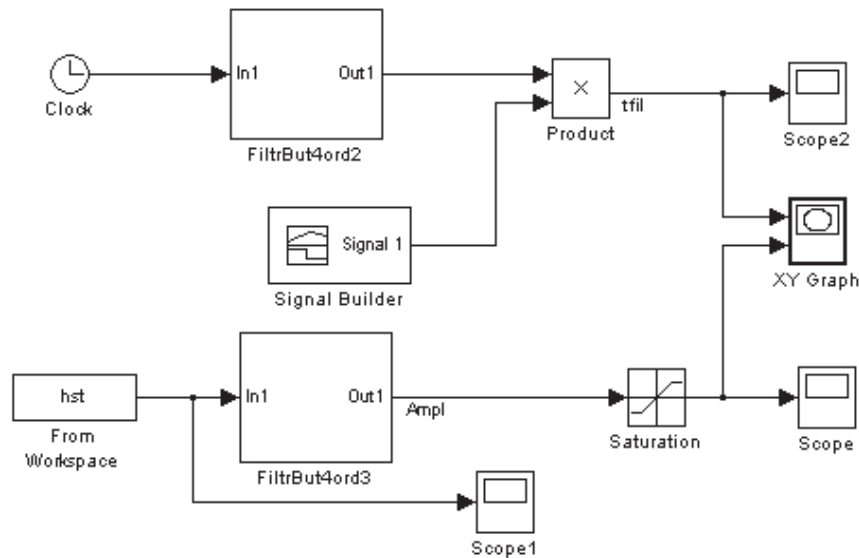 Clock
In1
Out1
FiltrBut4ord2
×
Product
tfil
Scope2
Signal 1
Signal Builder
XY Graph
hst
From
Workspace
In1
Out1
FiltrBut4ord3
Ampl
Saturation
Scope
Scope1